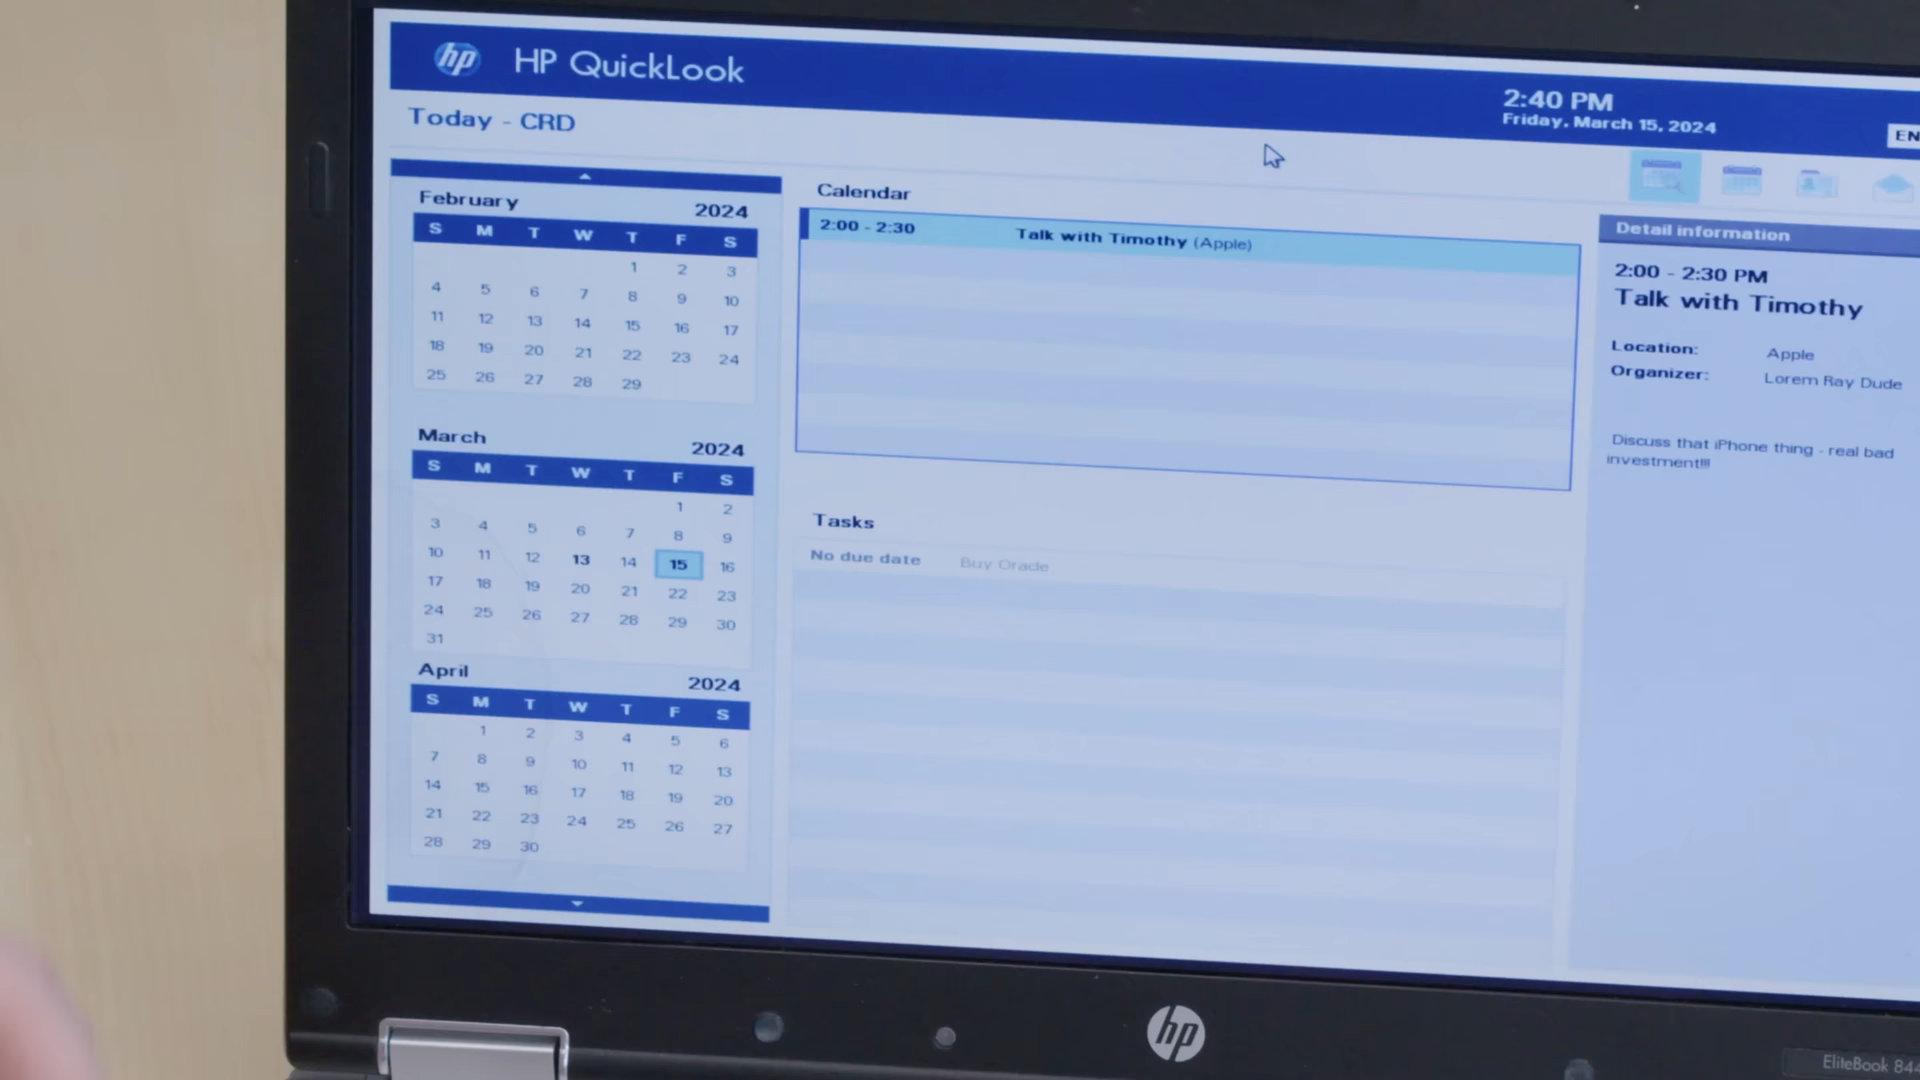 hp HP QuickLook
2:40 PM
Friday, March 15, 2024
EN
Today - CRD
February 2024
S M T W T F S
1 2 3
4 5 6 7 8 9 10
11 12 13 14 15 16 17
18 19 20 21 22 23 24
25 26 27 28 29
March 2024
S M T W T F S
1 2
3 4 5 6 7 8 9
10 11 12 13 14 15 16
17 18 19 20 21 22 23
24 25 26 27 28 29 30
31
April 2024
S M T W T F S
1 2 3 4 5 6
7 8 9 10 11 12 13
14 15 16 17 18 19 20
21 22 23 24 25 26 27
28 29 30
Calendar
2:00 - 2:30 Talk with Timothy (Apple)
Tasks
No due date Buy Orade
Detail information
2:00 - 2:30 PM
Talk with Timothy
Location: Apple
Organizer: Lorem Ray Dude
Discuss that iPhone thing - real bad
investment!!!
hp
EliteBook 844